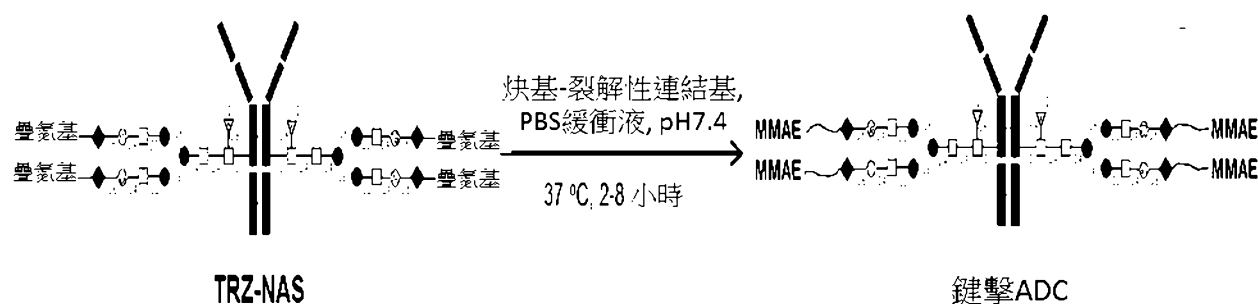 炔基-裂解性連結基,
PBS緩衝液, pH7.4
37 ºC, 2-8 小時
疊氮基
疊氮基
疊氮基
疊氮基
MMAE
MMAE
MMAE
MMAE
TRZ-NAS
鍵擊ADC